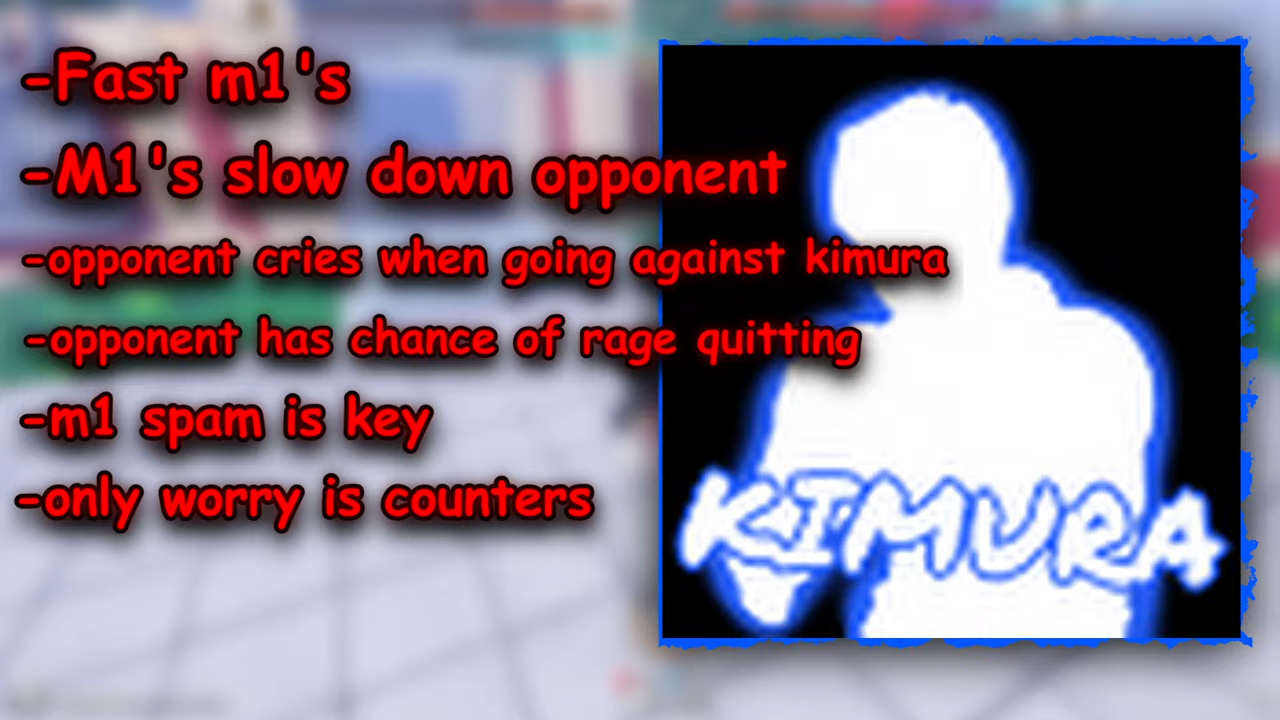 -Fast m1's
-M1's slow down opponent
-opponent cries when going against kimura
-opponent has chance of rage quitting
-m1 spam is key
-only worry is counters
KIMURA